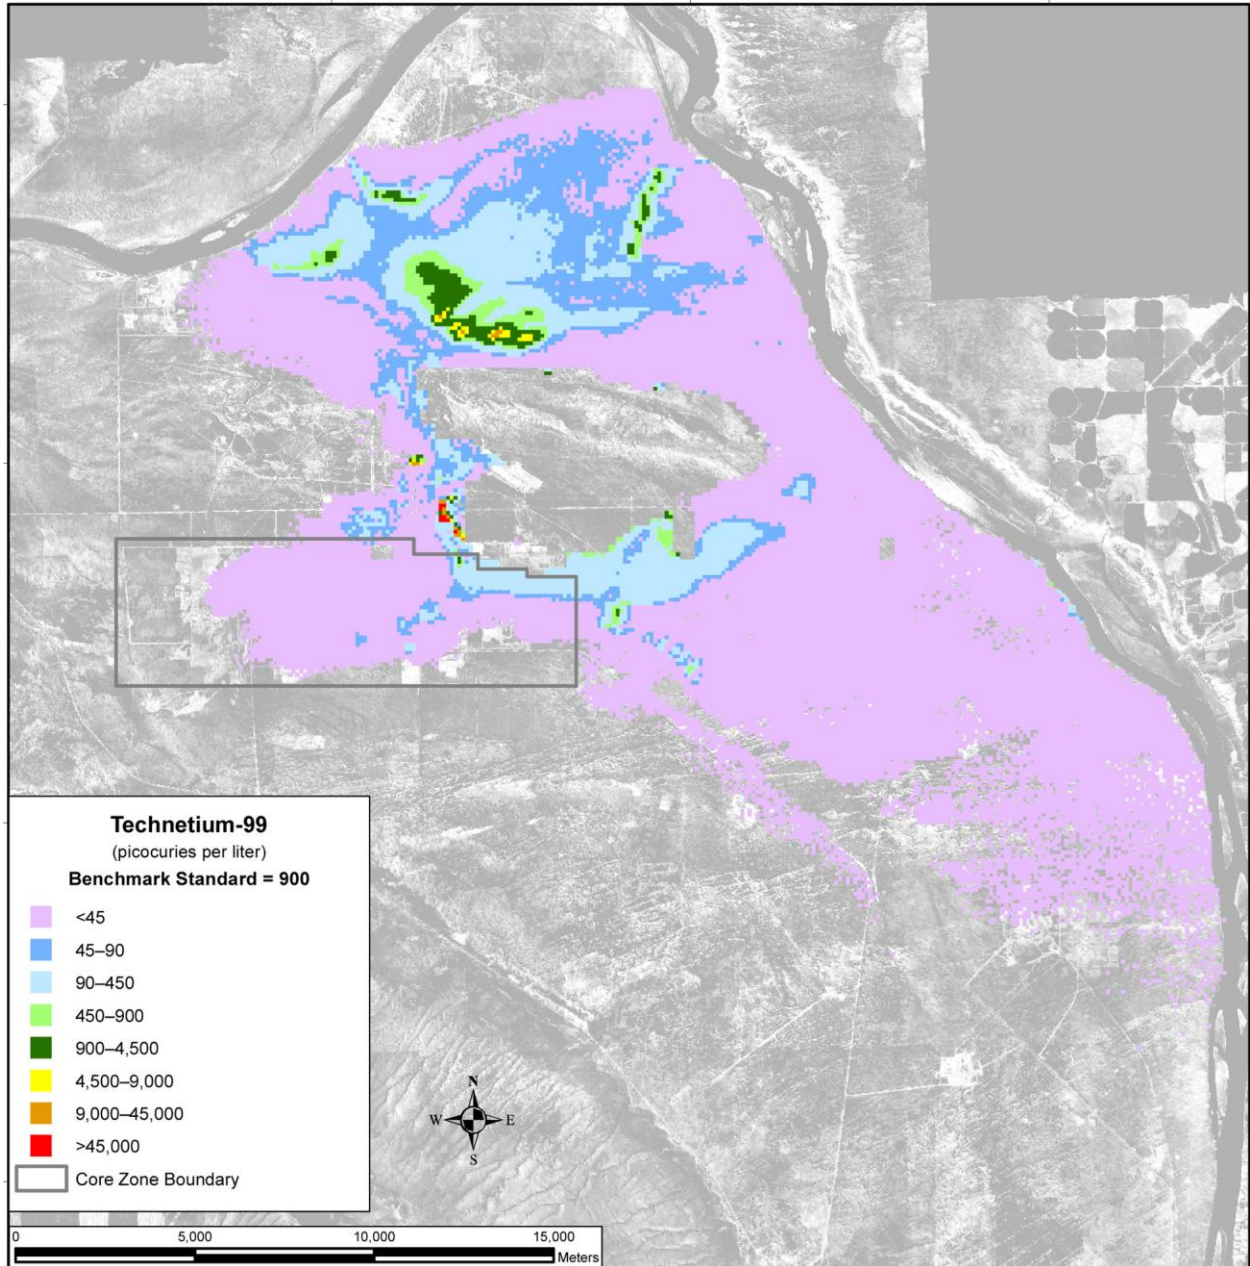 Technetium-99
(picocuries per liter)
Benchmark Standard = 900
<45
45–90
90–450
450–900
900–4,500
4,500–9,000
9,000–45,000
>45,000
Core Zone Boundary
N
W E
S
0 5,000 10,000 15,000
Meters